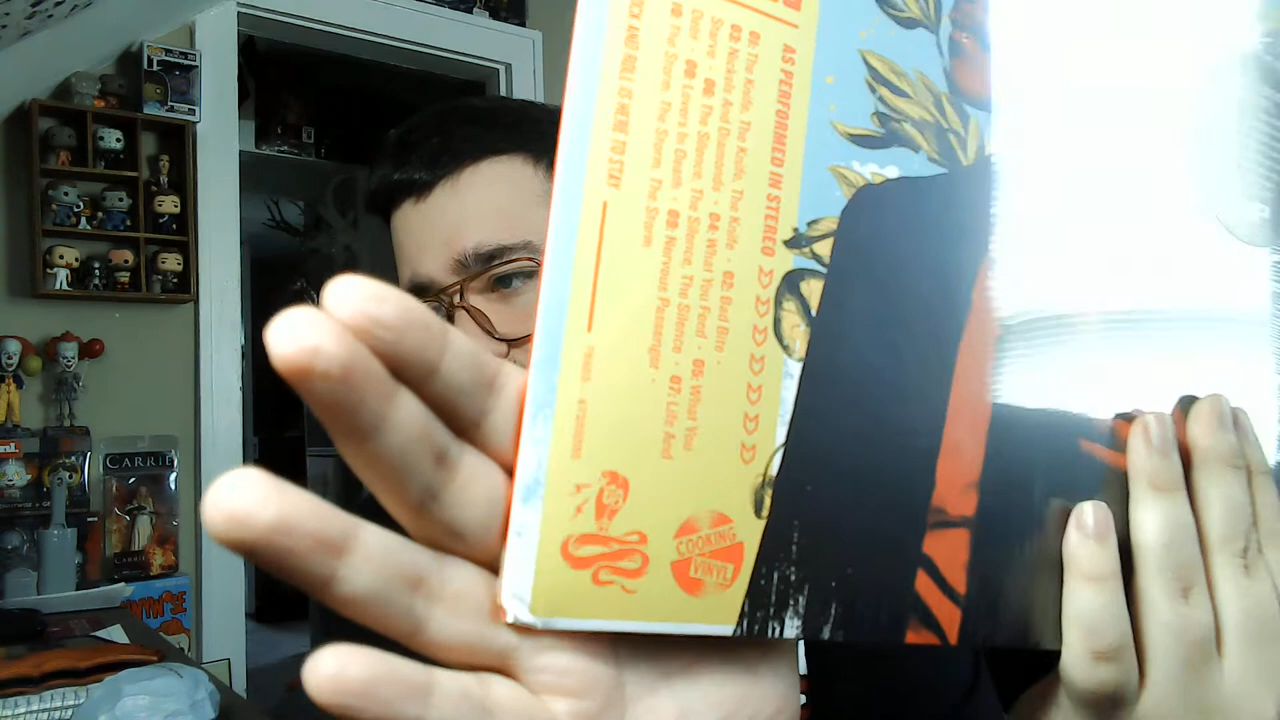 AS PERFORMED IN STEREO
01: The Knife, The Knife, The Knife · 02: Bad Bite ·
03: Nickels And Diamonds · 04: What You Feed · 05: What You
Starve · 06: The Silence, The Silence, The Silence · 07: Life And
Over · 08: Lovers In Death · 09: Nervous Passenger ·
10: The Storm, The Storm, The Storm
ROCK AND ROLL IS HERE TO STAY
COOKING
VINYL
CARRIE
CARRIE